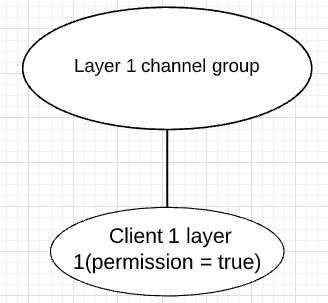 Layer 1 channel group
Client 1 layer
1(permission = true)